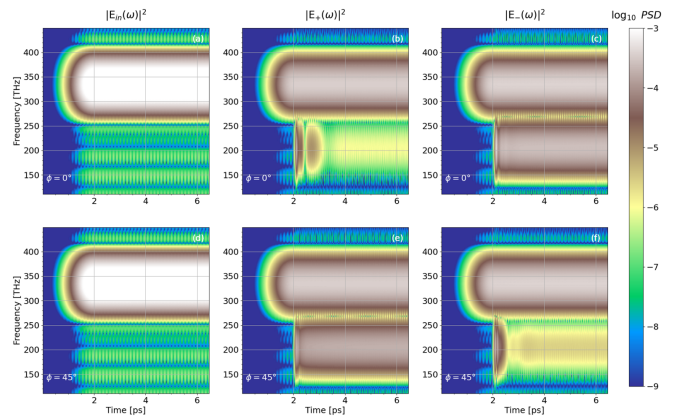 |E_in(ω)|² |E_+(ω)|² |E_−(ω)|² log₁₀ PSD
(a) (b) (c)
Frequency [THz]
400
350
300
250
200
150
ϕ = 0° ϕ = 0° ϕ = 0°
(d) (e) (f)
Frequency [THz]
400
350
300
250
200
150
ϕ = 45° ϕ = 45° ϕ = 45°
2 4 6 2 4 6 2 4 6
Time [ps] Time [ps] Time [ps]
−3
−4
−5
−6
−7
−8
−9